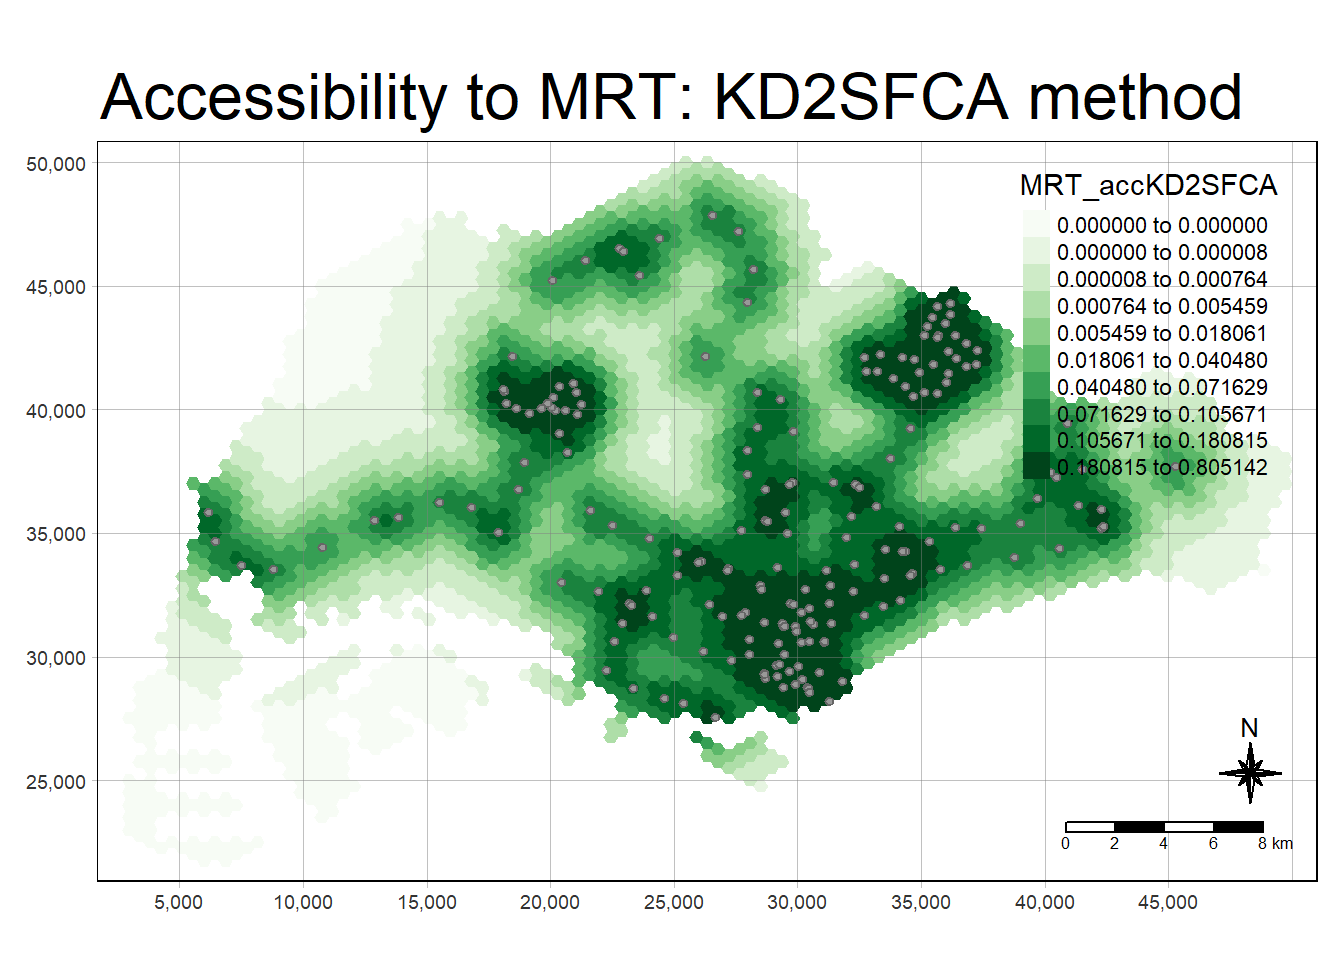 Accessibility to MRT: KD2SFCA method
50,000
45,000
40,000
35,000
30,000
25,000
MRT_accKD2SFCA
0.000000 to 0.000000
0.000000 to 0.000008
0.000008 to 0.000764
0.000764 to 0.005459
0.005459 to 0.018061
0.018061 to 0.040480
0.040480 to 0.071629
0.071629 to 0.105671
0.105671 to 0.180815
0.180815 to 0.805142
N
0 2 4 6 8 km
5,000 10,000 15,000 20,000 25,000 30,000 35,000 40,000 45,000